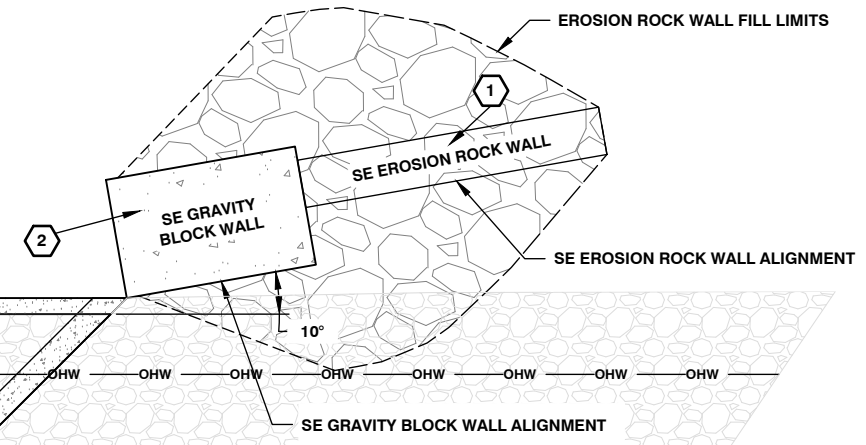 EROSION ROCK WALL FILL LIMITS
1
SE EROSION ROCK WALL
SE GRAVITY
BLOCK WALL
2
SE EROSION ROCK WALL ALIGNMENT
10°
OHW OHW OHW OHW OHW OHW OHW OHW
SE GRAVITY BLOCK WALL ALIGNMENT